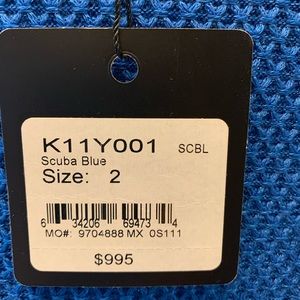 K11Y001 SCBL
Scuba Blue
Size: 2
6 34206 69473 4
MO#: 9704888 MX 0S111
$995